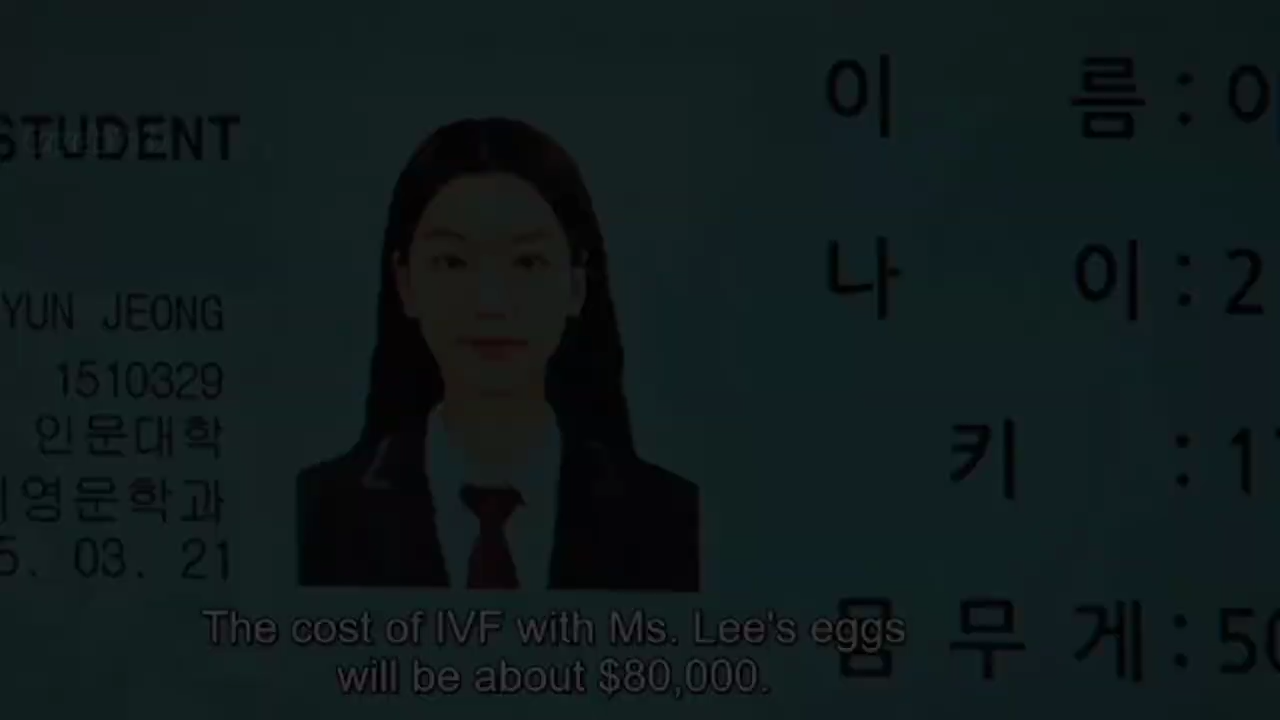 STUDENT
YUN JEONG
1510329
인문대학
영문학과
5. 03. 21
이 름 :
나 이 : 2
키 : 1
몸 무 게 : 50
The cost of IVF with Ms. Lee's eggs
will be about $80,000.